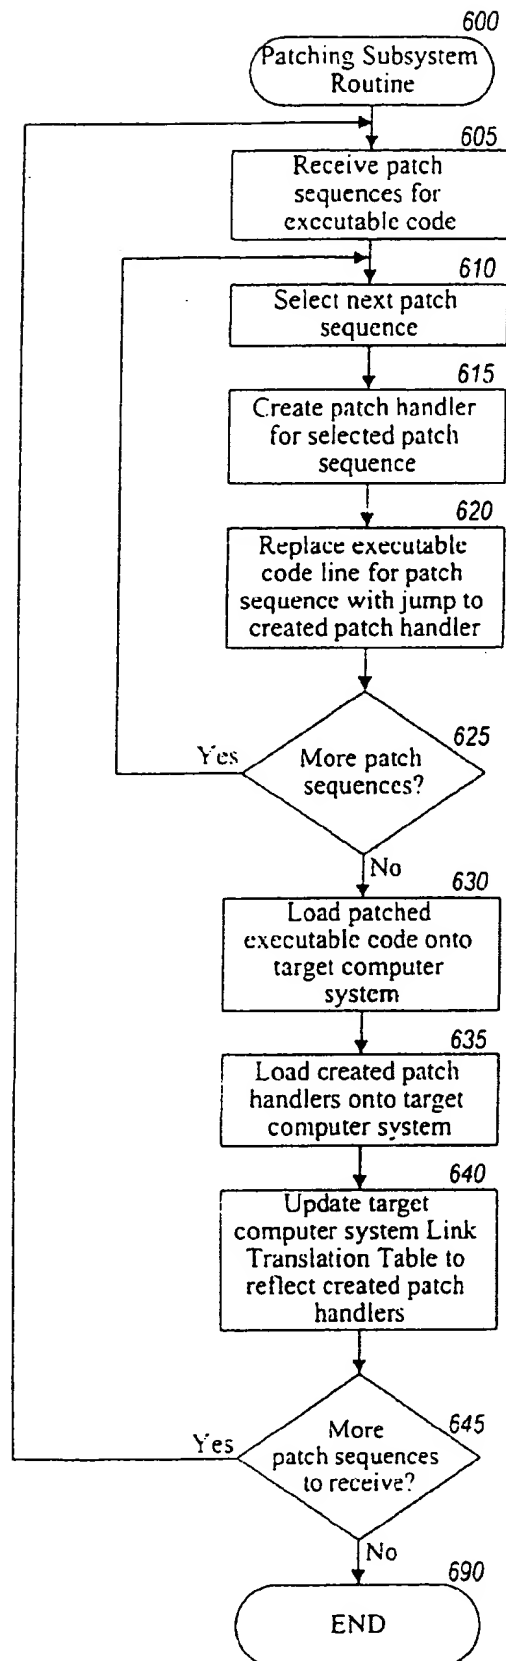 600
Patching Subsystem
Routine
605
Receive patch
sequences for
executable code
610
Select next patch
sequence
615
Create patch handler
for selected patch
sequence
620
Replace executable
code line for patch
sequence with jump to
created patch handler
625
Yes
More patch
sequences?
No
630
Load patched
executable code onto
target computer
system
635
Load created patch
handlers onto target
computer system
640
Update target
computer system Link
Translation Table to
reflect created patch
handlers
645
Yes
More
patch sequences
to receive?
No
690
END